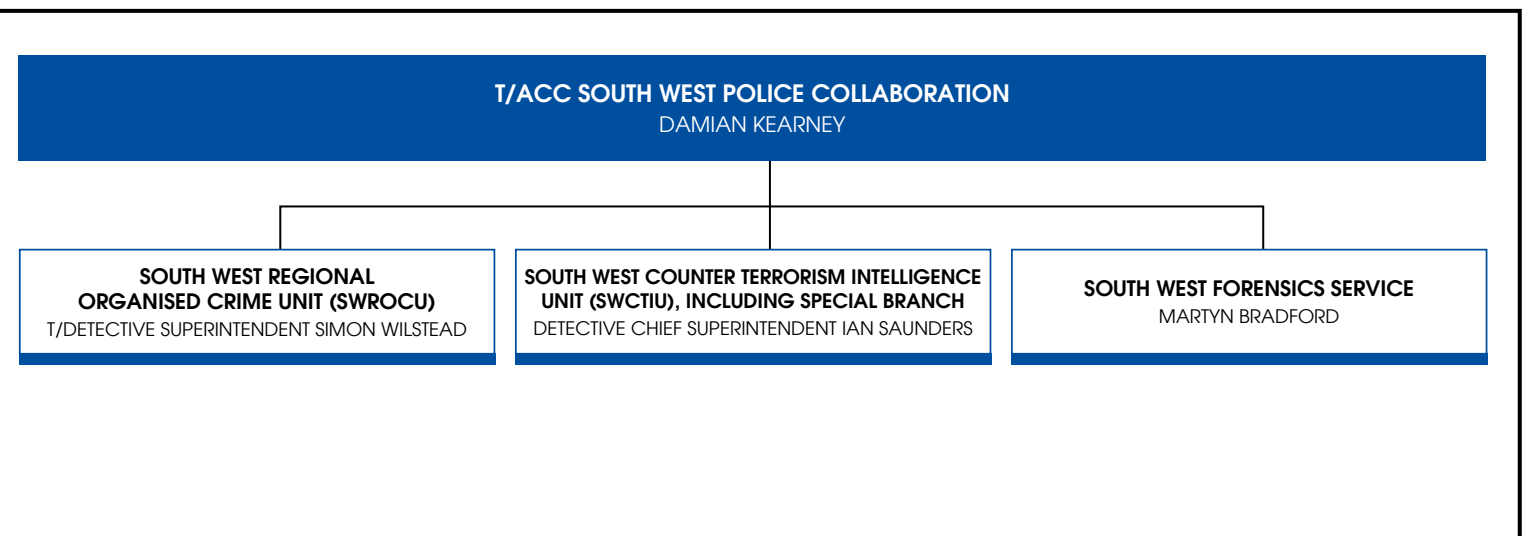 T/ACC SOUTH WEST POLICE COLLABORATION
DAMIAN KEARNEY
SOUTH WEST REGIONAL
ORGANISED CRIME UNIT (SWROCU)
T/DETECTIVE SUPERINTENDENT SIMON WILSTEAD
SOUTH WEST COUNTER TERRORISM INTELLIGENCE
UNIT (SWCTIU), INCLUDING SPECIAL BRANCH
DETECTIVE CHIEF SUPERINTENDENT IAN SAUNDERS
SOUTH WEST FORENSICS SERVICE
MARTYN BRADFORD